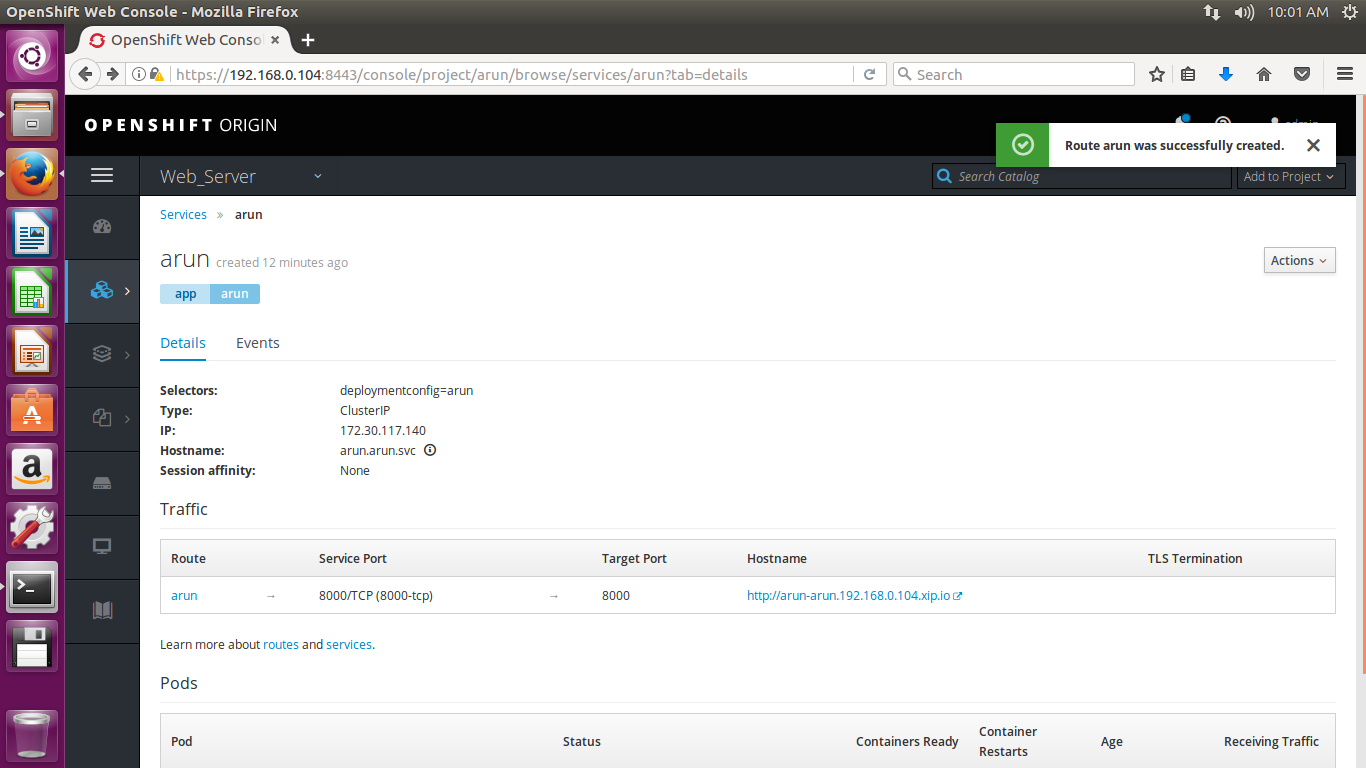 OpenShift Web Console - Mozilla Firefox
10:01 AM
OpenShift Web Conso
https://192.168.0.104:8443/console/project/arun/browse/services/arun?tab=details
Search
OPENSHIFT ORIGIN
admin
Route arun was successfully created.
Web_Server
Search Catalog
Add to Project
Services » arun
arun created 12 minutes ago
Actions
app arun
Details Events
Selectors: deploymentconfig=arun
Type: ClusterIP
IP: 172.30.117.140
Hostname: arun.arun.svc
Session affinity: None
Traffic
Route Service Port Target Port Hostname TLS Termination
arun → 8000/TCP (8000-tcp) → 8000 http://arun-arun.192.168.0.104.xip.io
Learn more about routes and services.
Pods
Pod Status Containers Ready Container Restarts Age Receiving Traffic